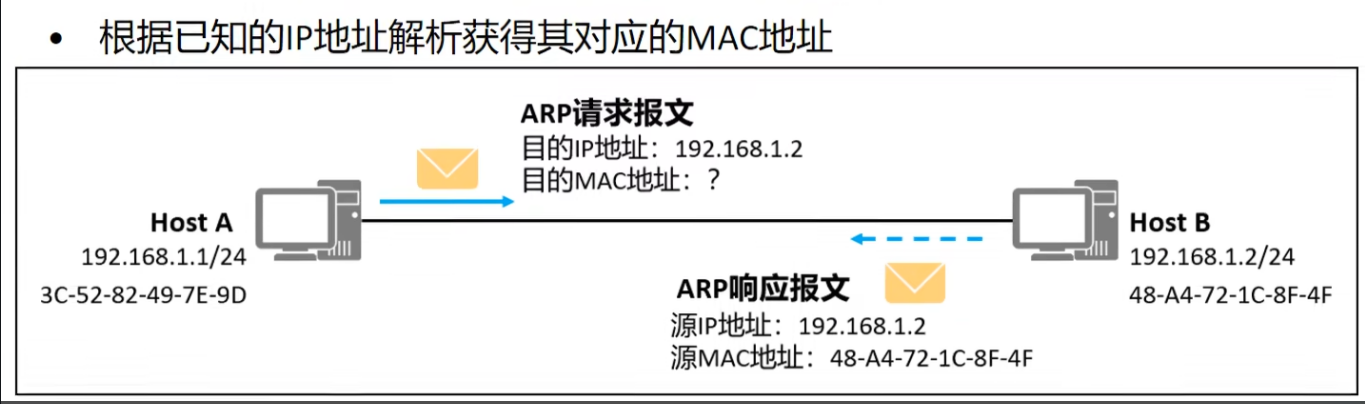 • 根据已知的IP地址解析获得其对应的MAC地址
ARP请求报文
目的IP地址：192.168.1.2
目的MAC地址：？
Host A
192.168.1.1/24
3C-52-82-49-7E-9D
Host B
192.168.1.2/24
48-A4-72-1C-8F-4F
ARP响应报文
源IP地址：192.168.1.2
源MAC地址：48-A4-72-1C-8F-4F